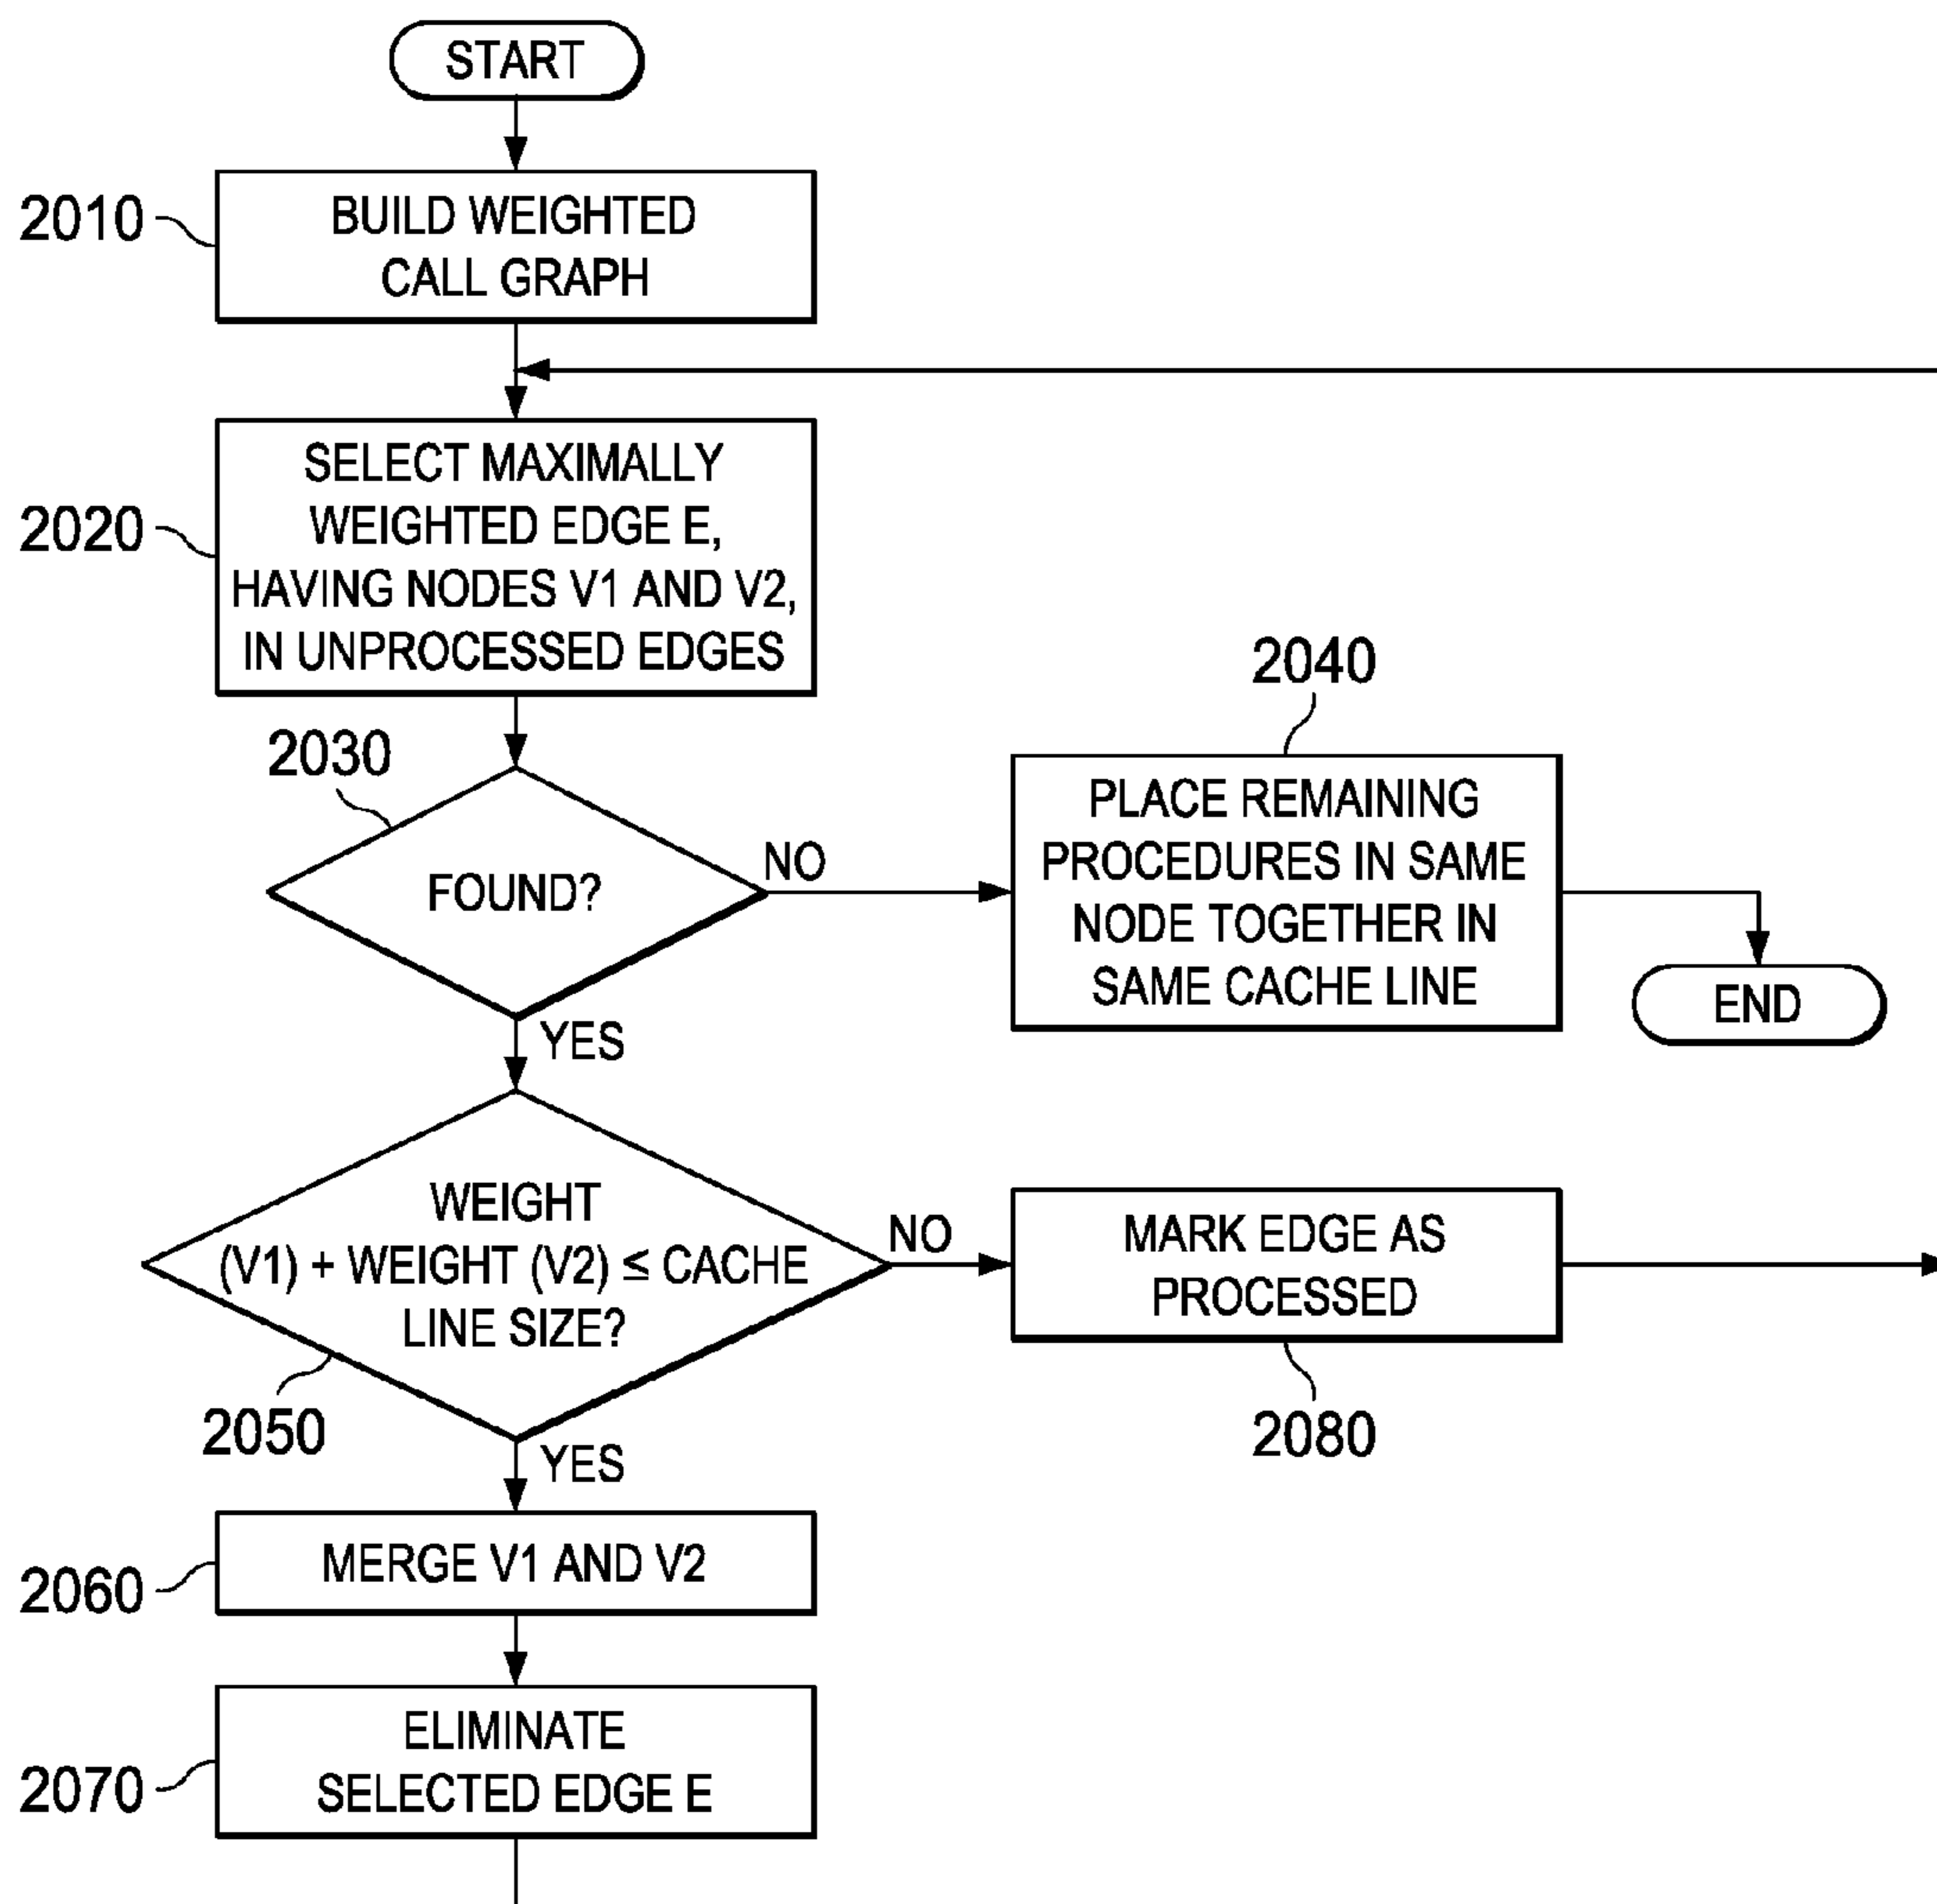 START
2010
BUILD WEIGHTED
CALL GRAPH
2020
SELECT MAXIMALLY
WEIGHTED EDGE E,
HAVING NODES V1 AND V2,
IN UNPROCESSED EDGES
2030
FOUND?
NO
YES
2040
PLACE REMAINING
PROCEDURES IN SAME
NODE TOGETHER IN
SAME CACHE LINE
END
WEIGHT
(V1) + WEIGHT (V2) ≤ CACHE
LINE SIZE?
2050
NO
YES
MARK EDGE AS
PROCESSED
2080
2060
MERGE V1 AND V2
2070
ELIMINATE
SELECTED EDGE E